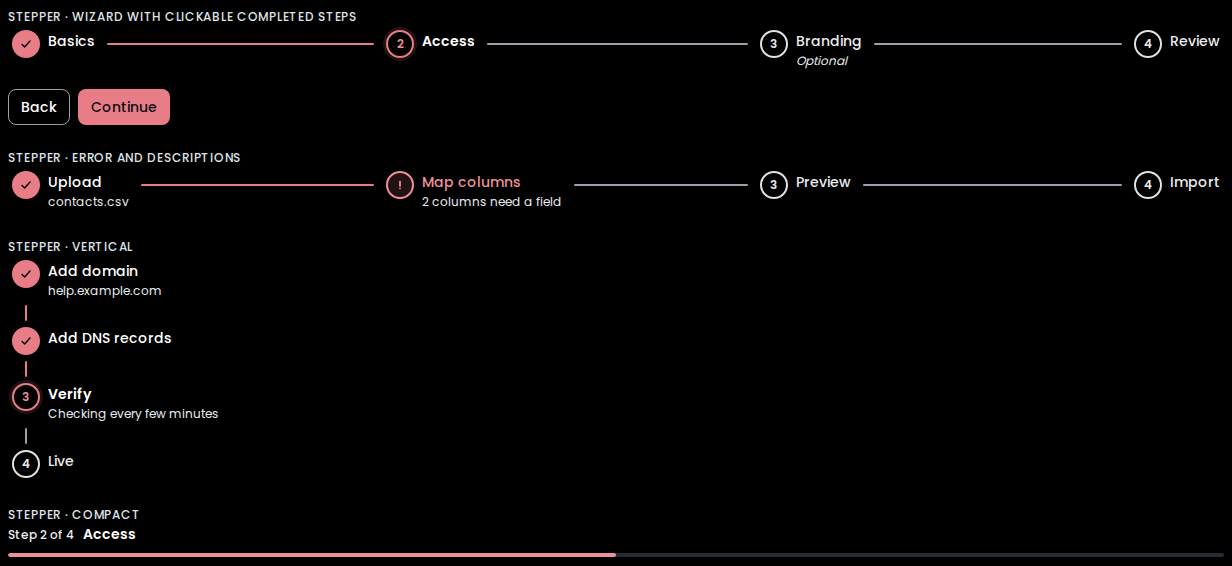 STEPPER · WIZARD WITH CLICKABLE COMPLETED STEPS
Basics
2 Access
3 Branding
Optional
4 Review
Back
Continue
STEPPER · ERROR AND DESCRIPTIONS
Upload
contacts.csv
! Map columns
2 columns need a field
3 Preview
4 Import
STEPPER · VERTICAL
Add domain
help.example.com
Add DNS records
3 Verify
Checking every few minutes
4 Live
STEPPER · COMPACT
Step 2 of 4 Access